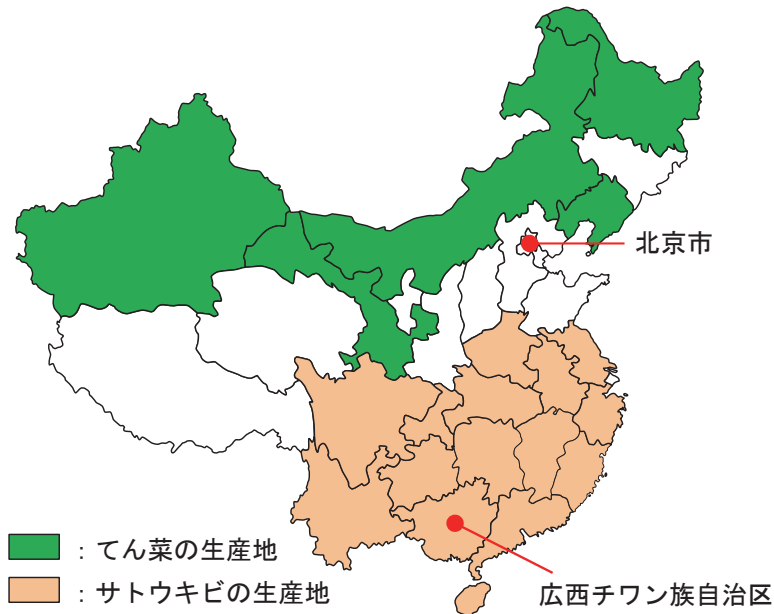 北京市
：てん菜の生産地
：サトウキビの生産地
広西チワン族自治区